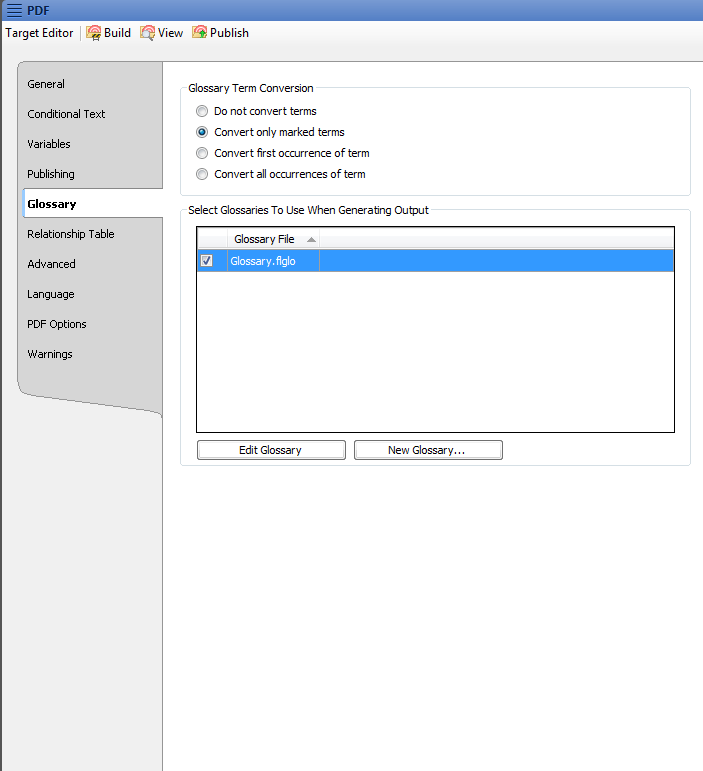 PDF
Target Editor Build View Publish
General
Conditional Text
Variables
Publishing
Glossary
Relationship Table
Advanced
Language
PDF Options
Warnings
Glossary Term Conversion
Do not convert terms
Convert only marked terms
Convert first occurrence of term
Convert all occurrences of term
Select Glossaries To Use When Generating Output
Glossary File
Glossary.flglo
Edit Glossary New Glossary...